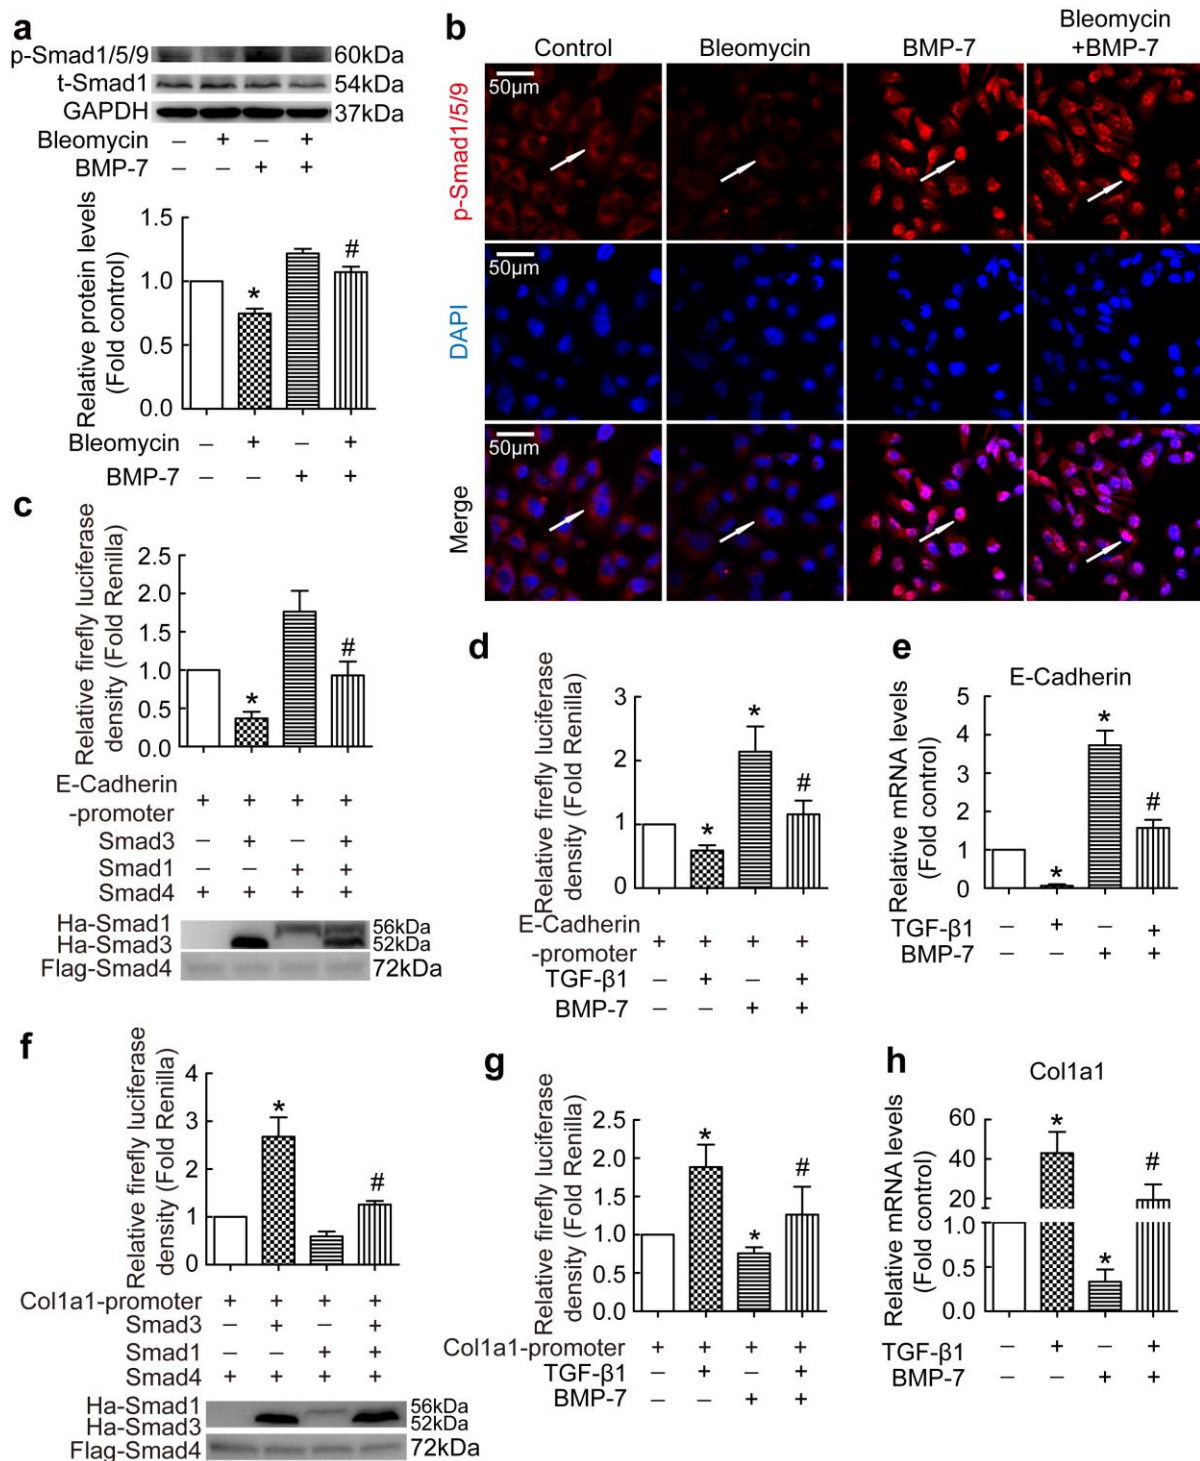 a
p-Smad1/5/9 60kDa
t-Smad1 54kDa
GAPDH 37kDa
Bleomycin – + – +
BMP-7 – – + +
Relative protein levels
(Fold control)
1.5
1.0
0.5
0.0
*
#
Bleomycin – + – +
BMP-7 – – + +
b
Control Bleomycin BMP-7 Bleomycin
+BMP-7
p-Smad1/5/9
50μm
DAPI
50μm
Merge
50μm
c
Relative firefly luciferase
density (Fold Renilla)
2.5
2.0
1.5
1.0
0.5
0.0
*
#
E-Cadherin
-promoter + + + +
Smad3 – + – +
Smad1 – – + +
Smad4 + + + +
Ha-Smad1 56kDa
Ha-Smad3 52kDa
Flag-Smad4 72kDa
d
Relative firefly luciferase
density (Fold Renilla)
3
2
1
0
*
*
#
E-Cadherin
-promoter + + + +
TGF-β1 – + – +
BMP-7 – – + +
e
E-Cadherin
Relative mRNA levels
(Fold control)
5
4
3
2
1
0
*
*
#
TGF-β1 – + – +
BMP-7 – – + +
f
Relative firefly luciferase
density (Fold Renilla)
4
3
2
1
0
*
#
Col1a1-promoter + + + +
Smad3 – + – +
Smad1 – – + +
Smad4 + + + +
Ha-Smad1 56kDa
Ha-Smad3 52kDa
Flag-Smad4 72kDa
g
Relative firefly luciferase
density (Fold Renilla)
2.5
2.0
1.5
1.0
0.5
0.0
*
*
#
Col1a1-promoter + + + +
TGF-β1 – + – +
BMP-7 – – + +
h
Col1a1
Relative mRNA levels
(Fold control)
60
40
20
1.0
0.5
0.0
*
*
#
TGF-β1 – + – +
BMP-7 – – + +